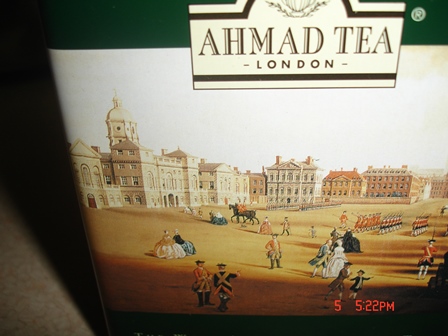 AHMAD TEA ®
- LONDON -
5 5:22PM